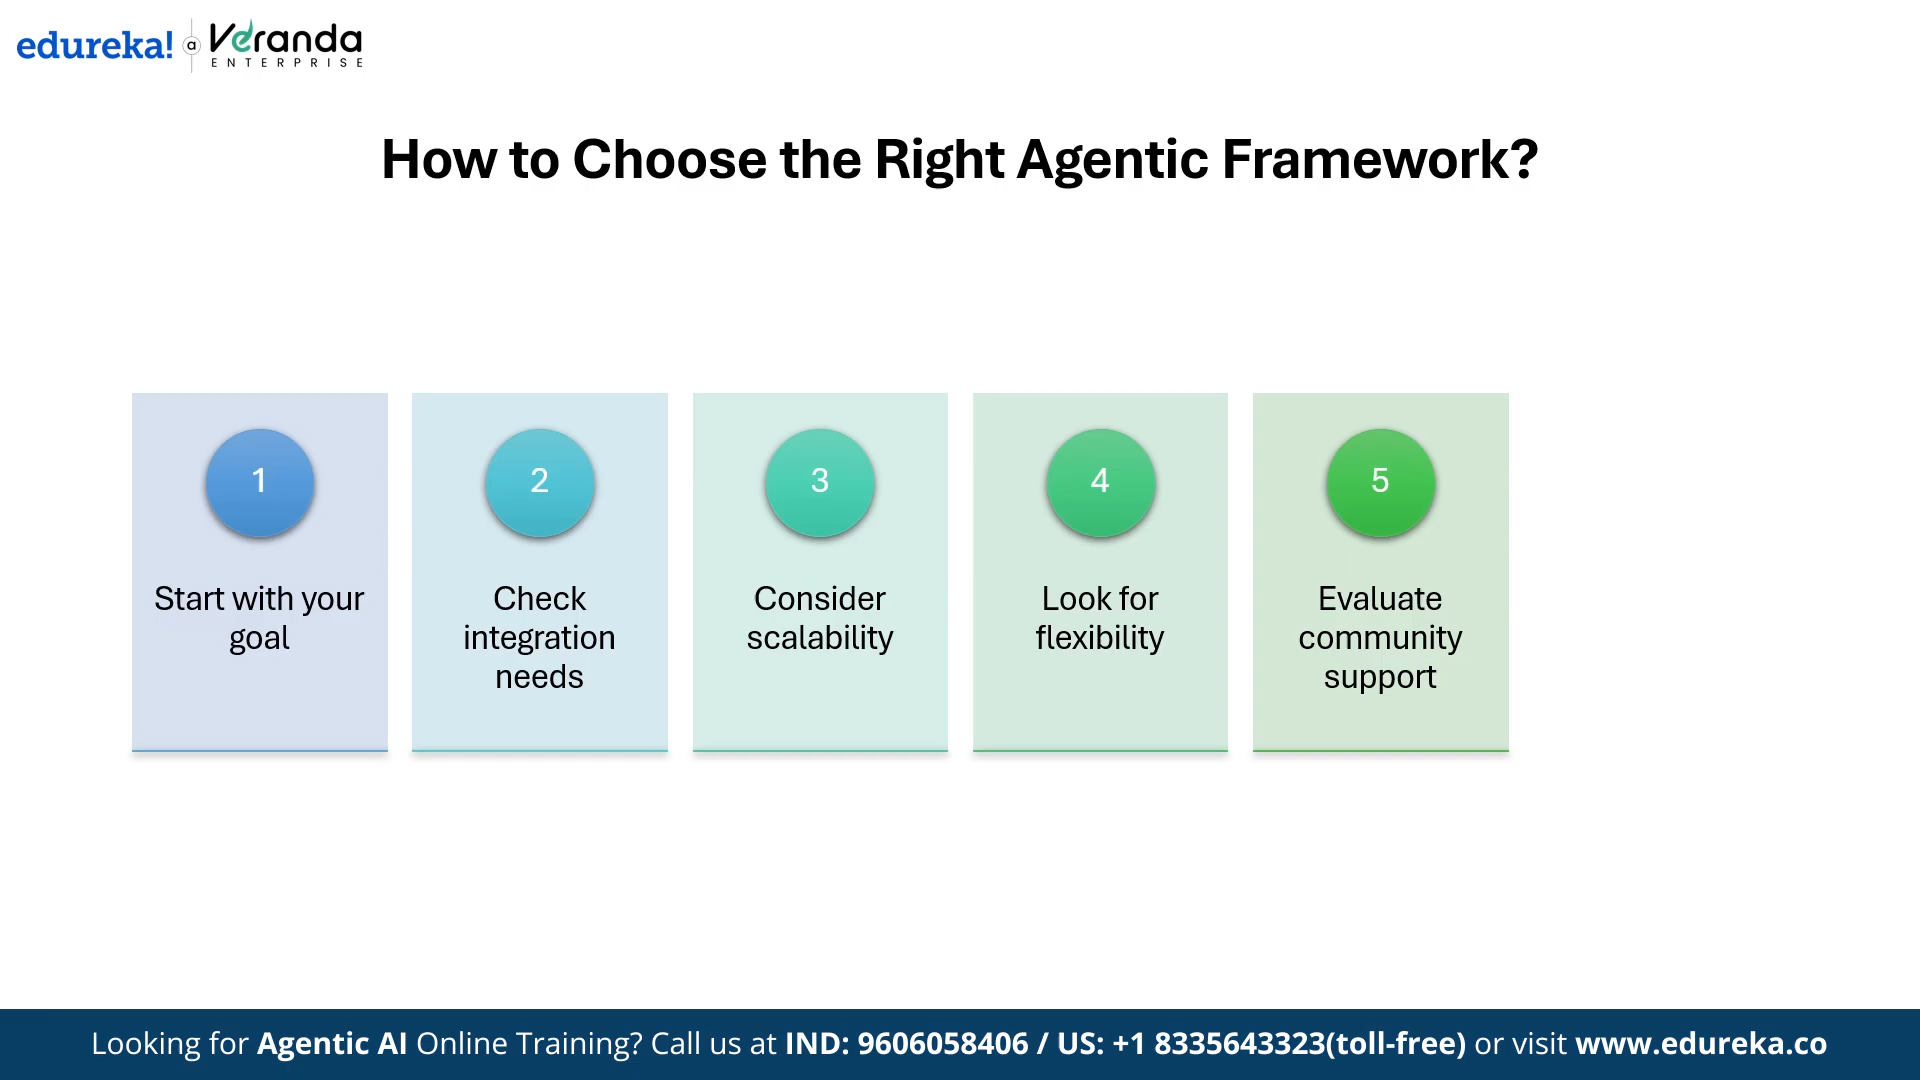 edureka! a Veranda
ENTERPRISE
How to Choose the Right Agentic Framework?
1
Start with your
goal
2
Check
integration
needs
3
Consider
scalability
4
Look for
flexibility
5
Evaluate
community
support
Looking for Agentic AI Online Training? Call us at IND: 9606058406 / US: +1 8335643323(toll-free) or visit www.edureka.co